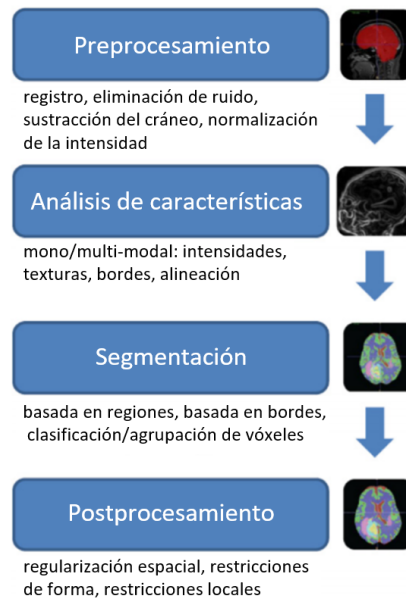 Preprocesamiento
registro, eliminación de ruido,
sustracción del cráneo, normalización
de la intensidad
Análisis de características
mono/multi-modal: intensidades,
texturas, bordes, alineación
Segmentación
basada en regiones, basada en bordes,
clasificación/agrupación de vóxeles
Postprocesamiento
regularización espacial, restricciones
de forma, restricciones locales